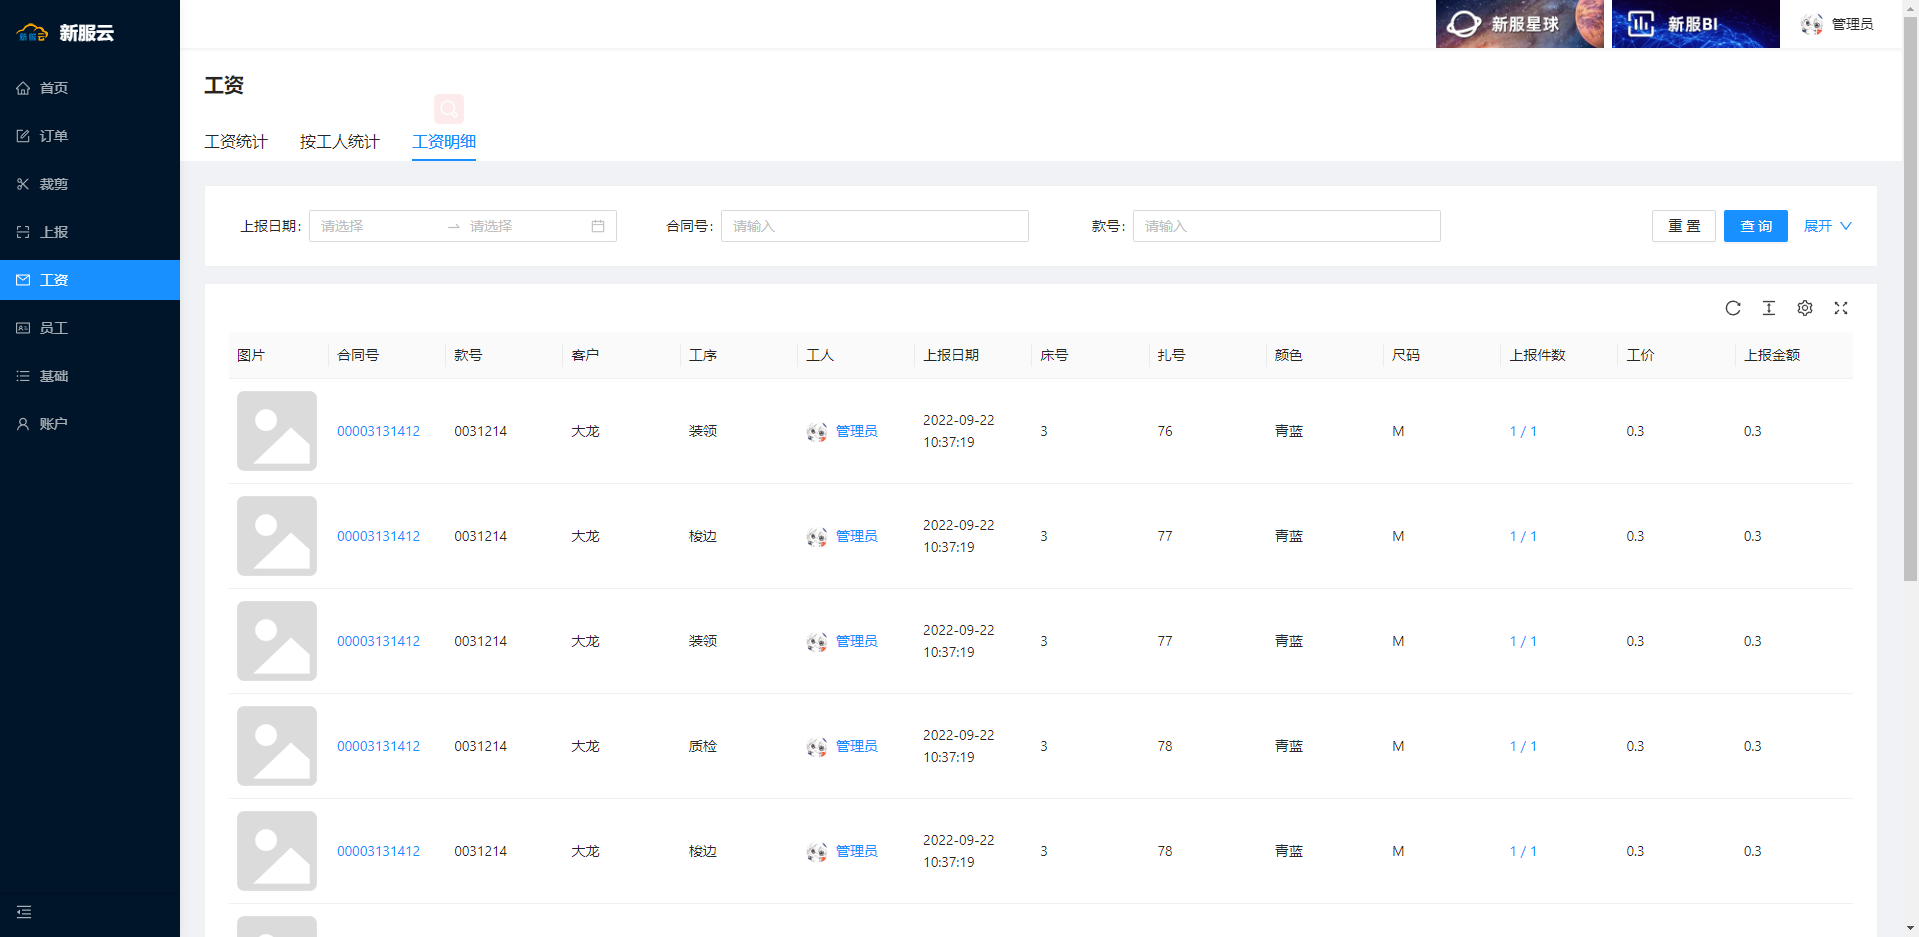 新服云
新服云
新服星球
新服BI
管理员
首页
订单
裁剪
上报
工资
员工
基础
账户
工资
工资统计
按工人统计
工资明细
上报日期:
请选择
请选择
合同号:
请输入
款号:
请输入
重 置
查 询
展开
图片 合同号 款号 客户 工序 工人 上报日期 床号 扎号 颜色 尺码 上报件数 工价 上报金额
00003131412 0031214 大龙 装领 管理员 2022-09-22 10:37:19 3 76 青蓝 M 1 / 1 0.3 0.3
00003131412 0031214 大龙 梭边 管理员 2022-09-22 10:37:19 3 77 青蓝 M 1 / 1 0.3 0.3
00003131412 0031214 大龙 装领 管理员 2022-09-22 10:37:19 3 77 青蓝 M 1 / 1 0.3 0.3
00003131412 0031214 大龙 质检 管理员 2022-09-22 10:37:19 3 78 青蓝 M 1 / 1 0.3 0.3
00003131412 0031214 大龙 梭边 管理员 2022-09-22 10:37:19 3 78 青蓝 M 1 / 1 0.3 0.3